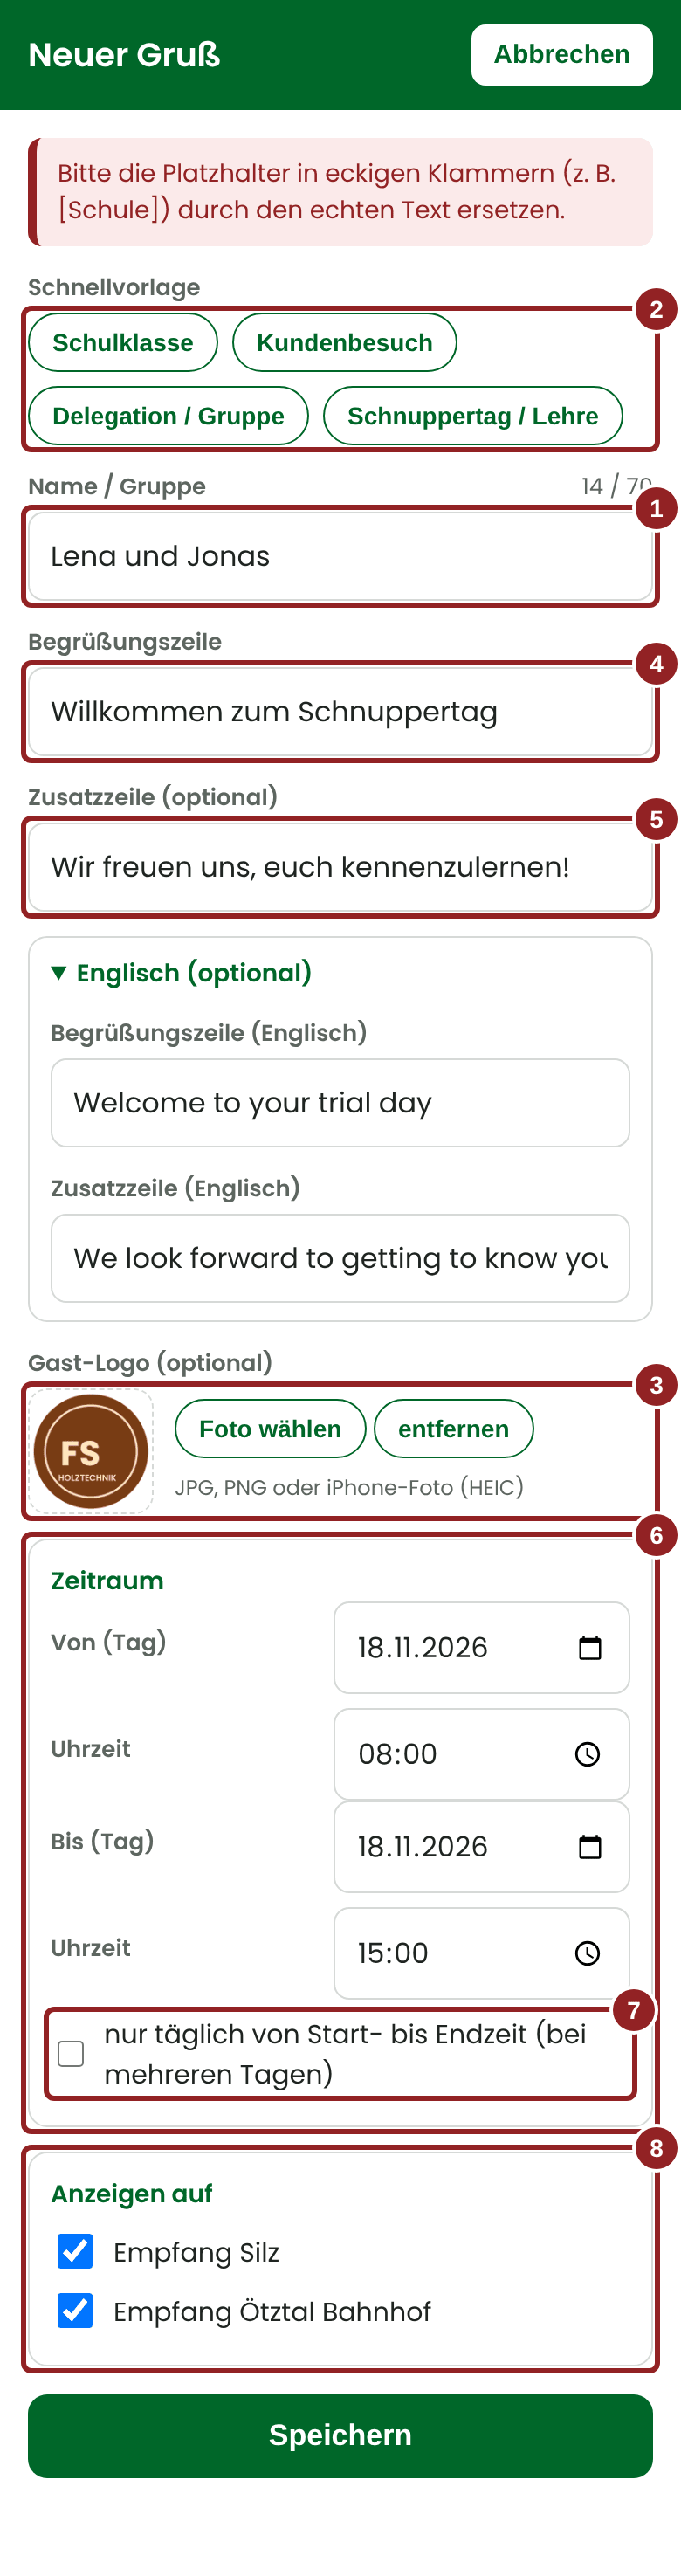 Neuer Gruß
Abbrechen
Bitte die Platzhalter in eckigen Klammern (z. B.
[Schule]) durch den echten Text ersetzen.
Schnellvorlage
2
Schulklasse
Kundenbesuch
Delegation / Gruppe
Schnuppertag / Lehre
Name / Gruppe
14 / 70
1
Lena und Jonas
Begrüßungszeile
4
Willkommen zum Schnuppertag
Zusatzzeile (optional)
5
Wir freuen uns, euch kennenzulernen!
▼ Englisch (optional)
Begrüßungszeile (Englisch)
Welcome to your trial day
Zusatzzeile (Englisch)
We look forward to getting to know you
Gast-Logo (optional)
3
FS
HOLZTECHNIK
Foto wählen
entfernen
JPG, PNG oder iPhone-Foto (HEIC)
6
Zeitraum
Von (Tag)
18.11.2026
Uhrzeit
08:00
Bis (Tag)
18.11.2026
Uhrzeit
15:00
7
nur täglich von Start- bis Endzeit (bei
mehreren Tagen)
8
Anzeigen auf
Empfang Silz
Empfang Ötztal Bahnhof
Speichern